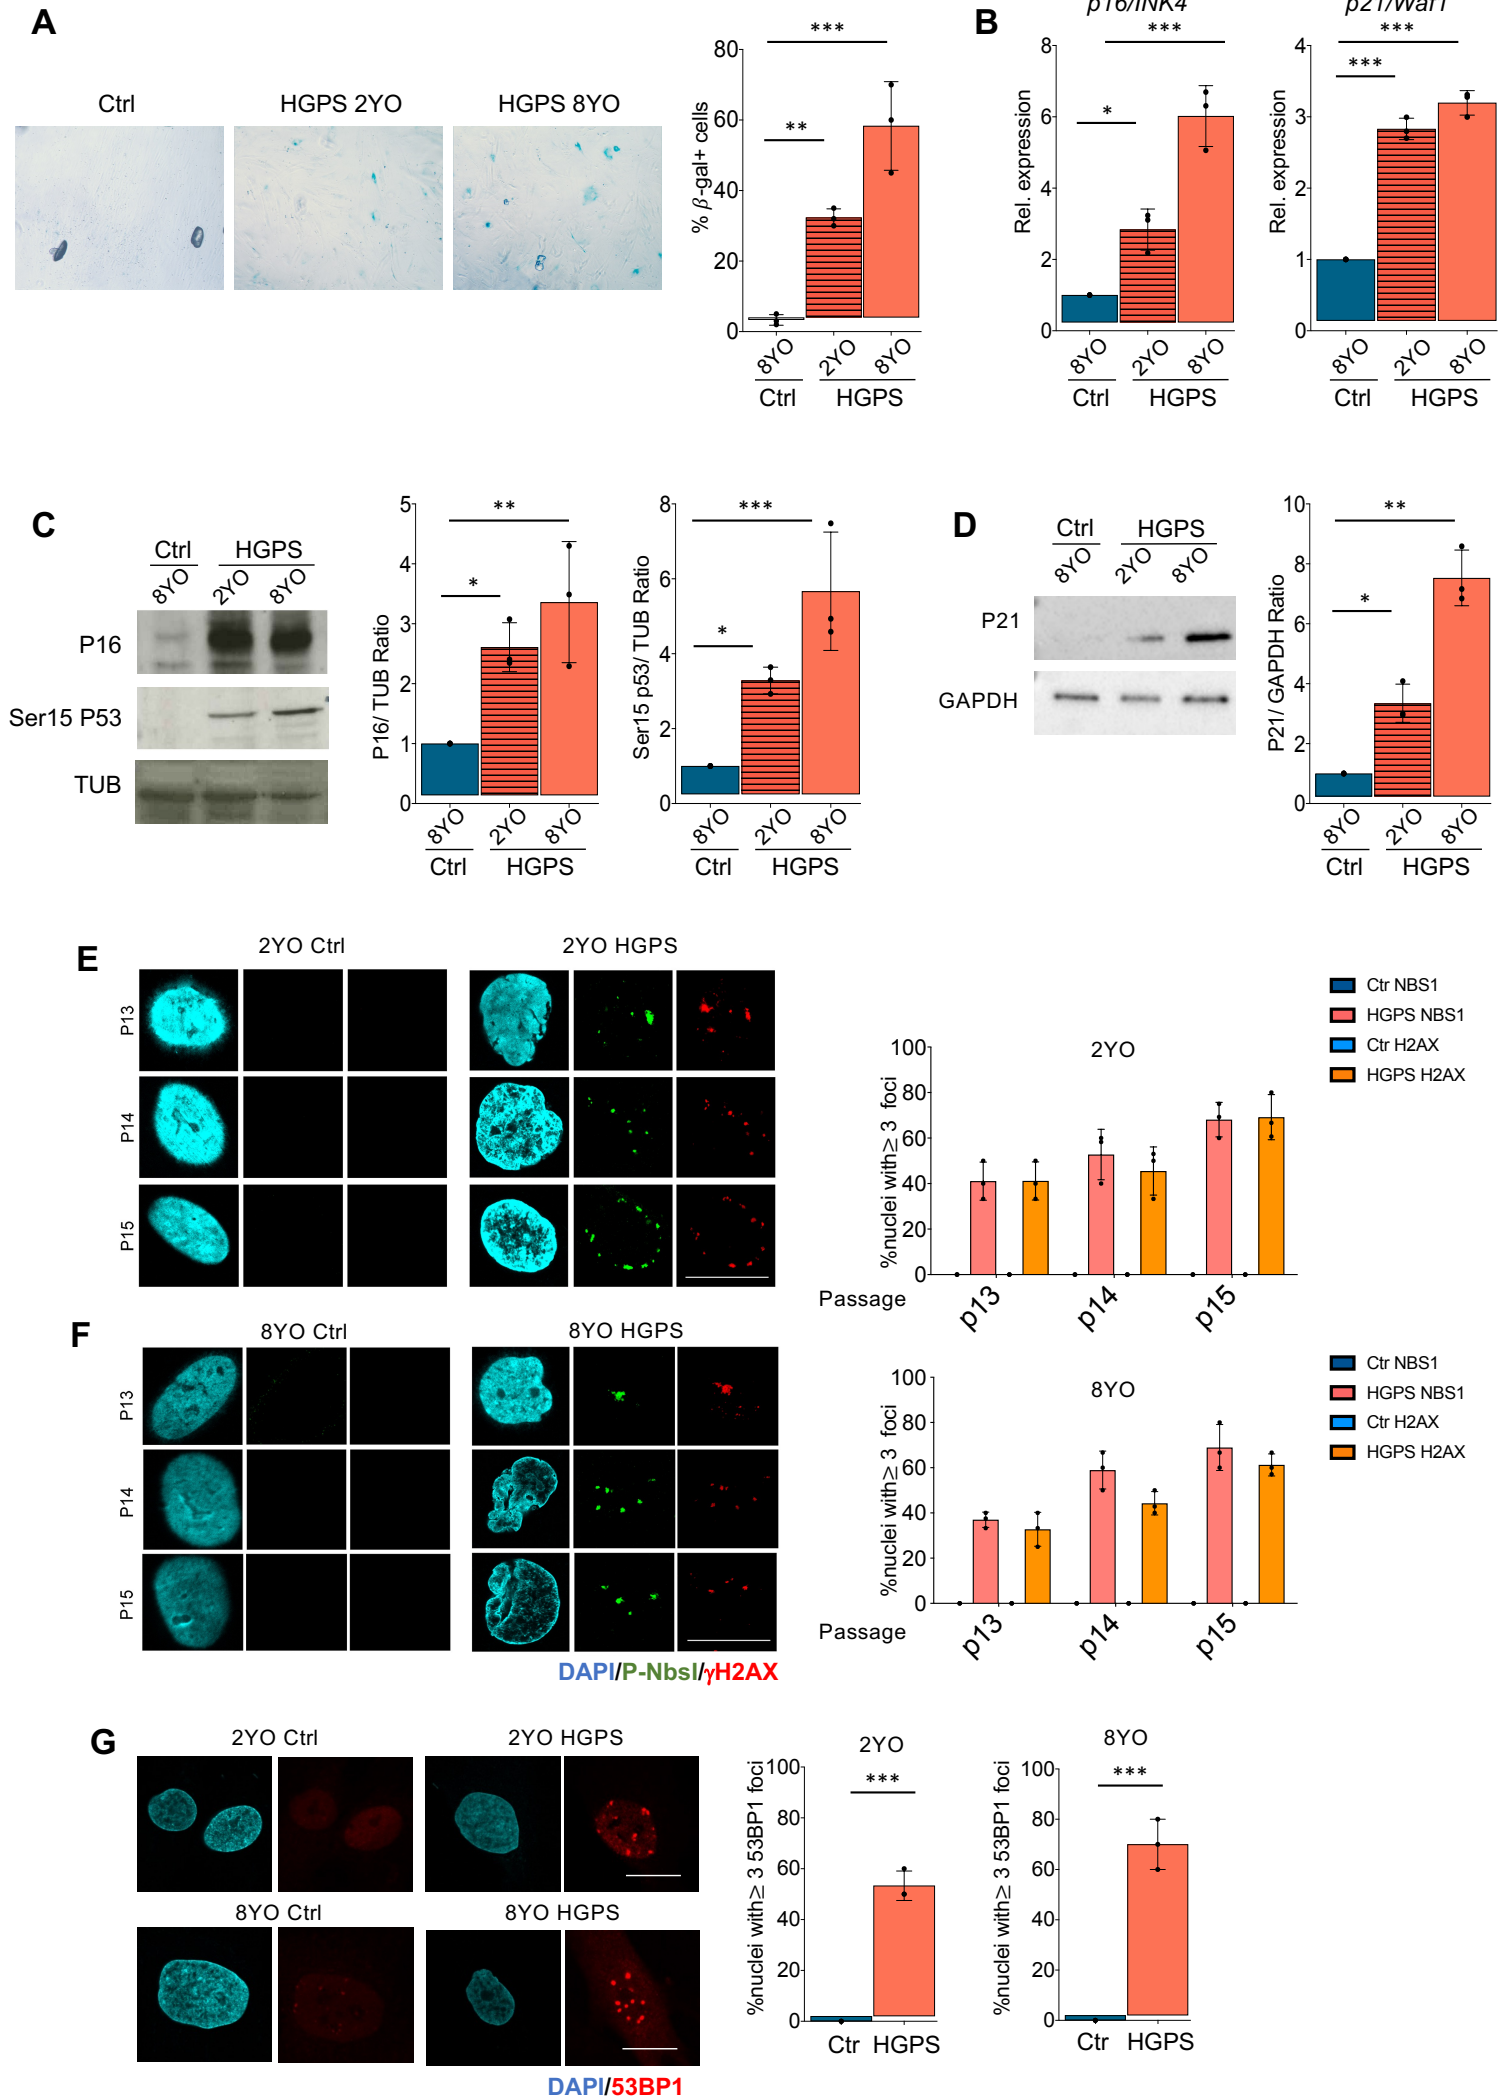 A
B
p16/INK4
p21/Waf1
Ctrl
HGPS 2YO
HGPS 8YO
% β-gal+ cells
80
60
40
20
0
***
**
8YO
2YO
8YO
Ctrl
HGPS
Rel. expression
8
6
4
2
0
***
*
8YO
2YO
8YO
Ctrl
HGPS
Rel. expression
4
3
2
1
0
***
***
8YO
2YO
8YO
Ctrl
HGPS
C
Ctrl
HGPS
8YO
2YO
8YO
P16
Ser15 P53
TUB
P16/ TUB Ratio
5
4
3
2
1
0
**
*
8YO
2YO
8YO
Ctrl
HGPS
Ser15 p53/ TUB Ratio
8
6
4
2
0
***
*
8YO
2YO
8YO
Ctrl
HGPS
D
Ctrl
HGPS
8YO
2YO
8YO
P21
GAPDH
P21/ GAPDH Ratio
10
8
6
4
2
0
**
*
8YO
2YO
8YO
Ctrl
HGPS
E
2YO Ctrl
2YO HGPS
P13
P14
P15
2YO
%nuclei with≥ 3 foci
100
80
60
40
20
0
Passage
p13
p14
p15
Ctr NBS1
HGPS NBS1
Ctr H2AX
HGPS H2AX
F
8YO Ctrl
8YO HGPS
P13
P14
P15
DAPI/P-NbsI/γH2AX
8YO
%nuclei with≥ 3 foci
100
80
60
40
20
0
Passage
p13
p14
p15
Ctr NBS1
HGPS NBS1
Ctr H2AX
HGPS H2AX
G
2YO Ctrl
2YO HGPS
8YO Ctrl
8YO HGPS
DAPI/53BP1
2YO
***
%nuclei with≥ 3 53BP1 foci
100
80
60
40
20
0
Ctr
HGPS
8YO
***
%nuclei with≥ 3 53BP1 foci
100
80
60
40
20
0
Ctr
HGPS